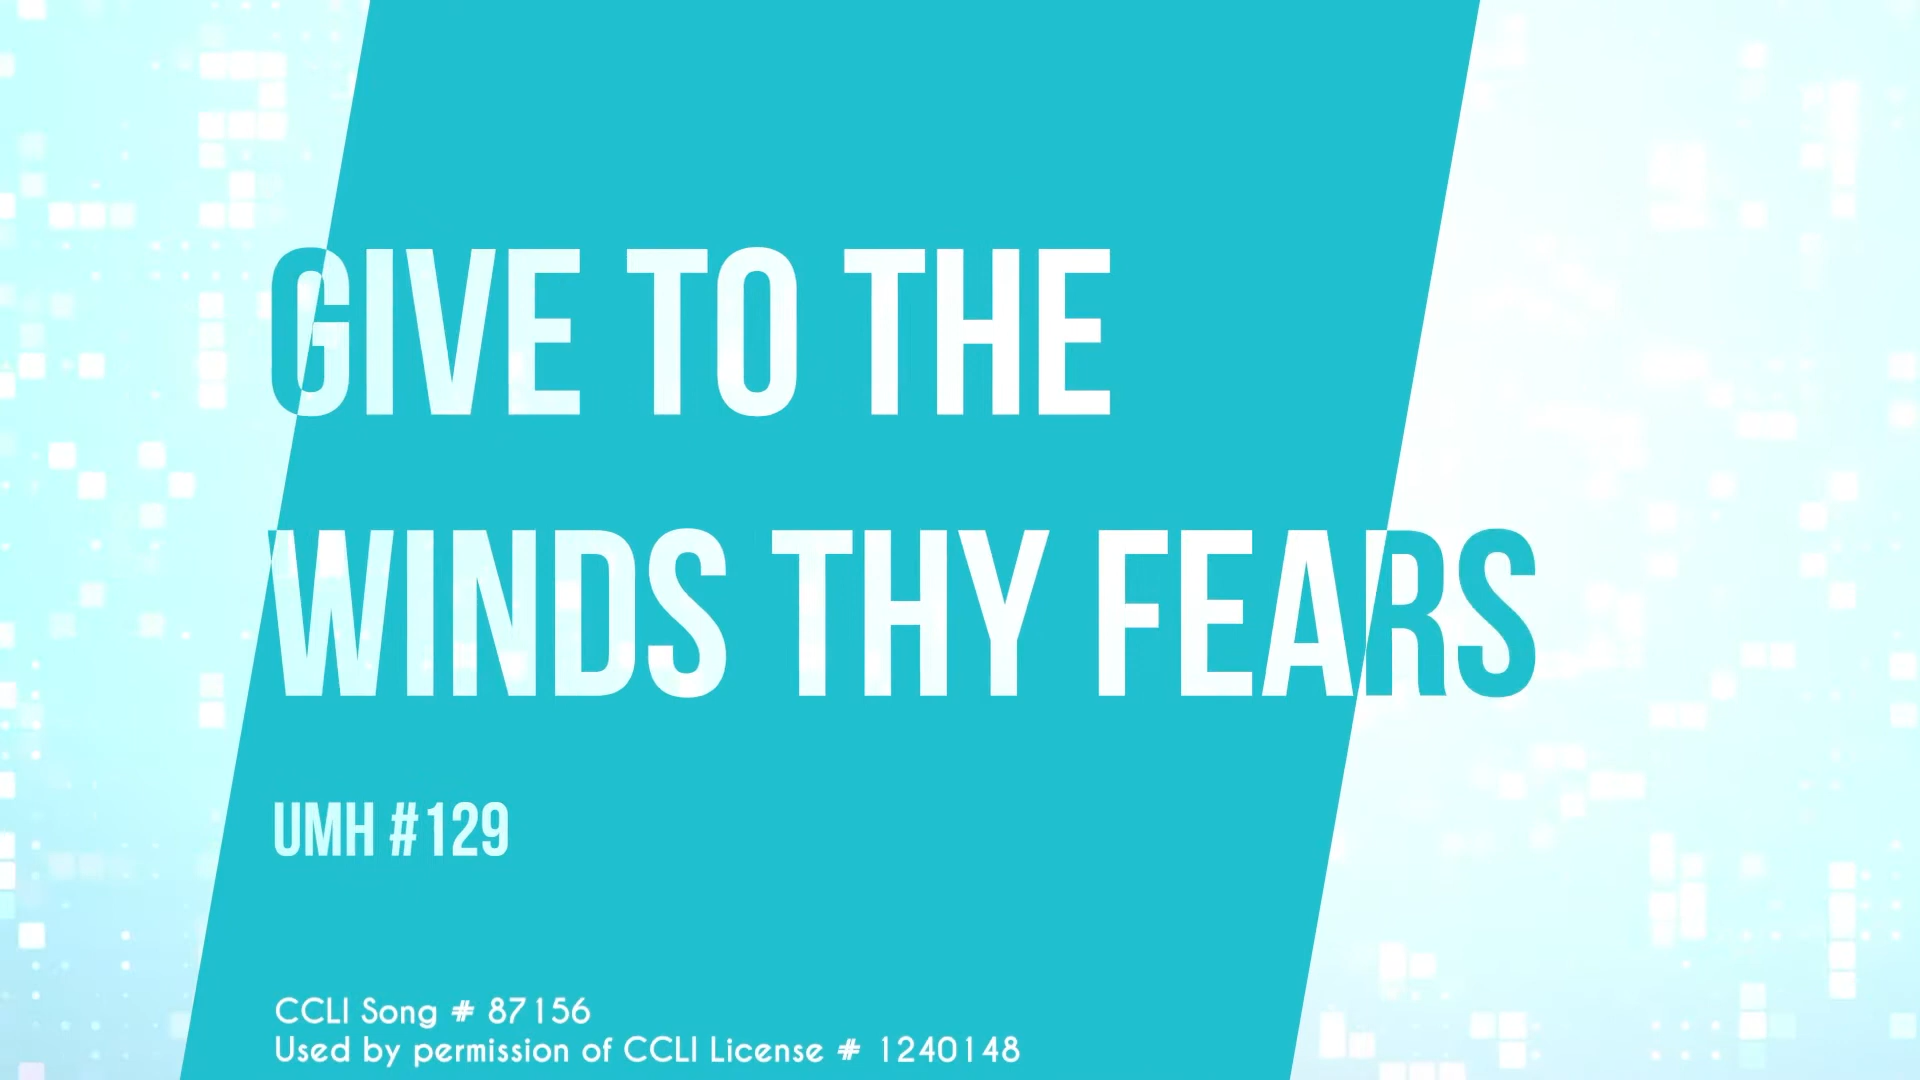 GIVE TO THE
WINDS THY FEARS
UMH #129
CCLI Song # 87156
Used by permission of CCLI License # 1240148